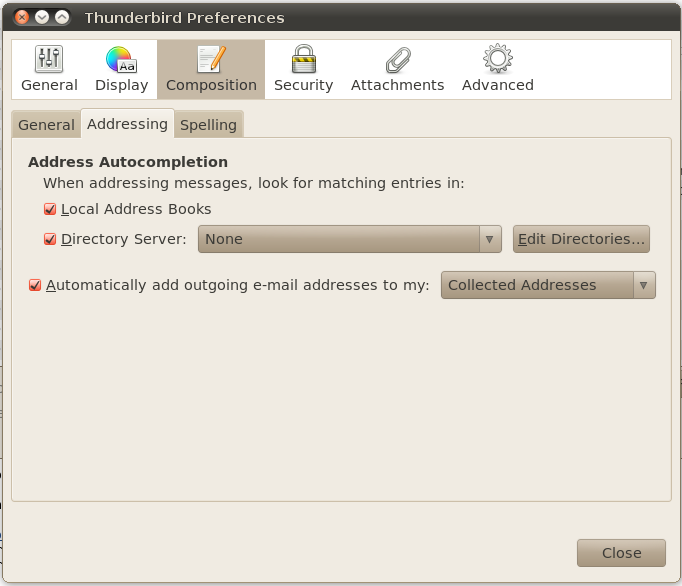 Thunderbird Preferences
Aa
General Display Composition Security Attachments Advanced
General Addressing Spelling
Address Autocompletion
When addressing messages, look for matching entries in:
Local Address Books
Directory Server: None Edit Directories...
Automatically add outgoing e-mail addresses to my: Collected Addresses
Close